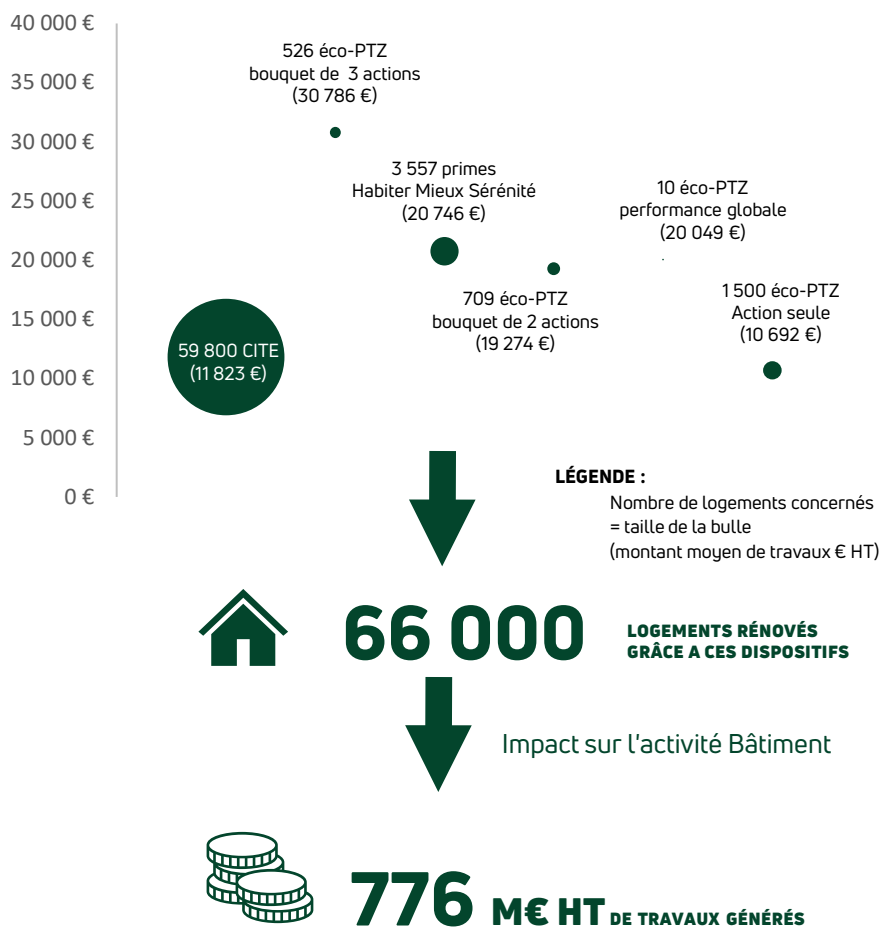 40 000 €
35 000 €
30 000 €
25 000 €
20 000 €
15 000 €
10 000 €
5 000 €
0 €
526 éco-PTZ
bouquet de 3 actions
(30 786 €)
3 557 primes
Habiter Mieux Sérénité
(20 746 €)
10 éco-PTZ
performance globale
(20 049 €)
709 éco-PTZ
bouquet de 2 actions
(19 274 €)
1 500 éco-PTZ
Action seule
(10 692 €)
59 800 CITE
(11 823 €)
LÉGENDE :
Nombre de logements concernés
= taille de la bulle
(montant moyen de travaux € HT)
66 000
LOGEMENTS RÉNOVÉS
GRÂCE A CES DISPOSITIFS
Impact sur l'activité Bâtiment
776 M€ HT DE TRAVAUX GÉNÉRÉS